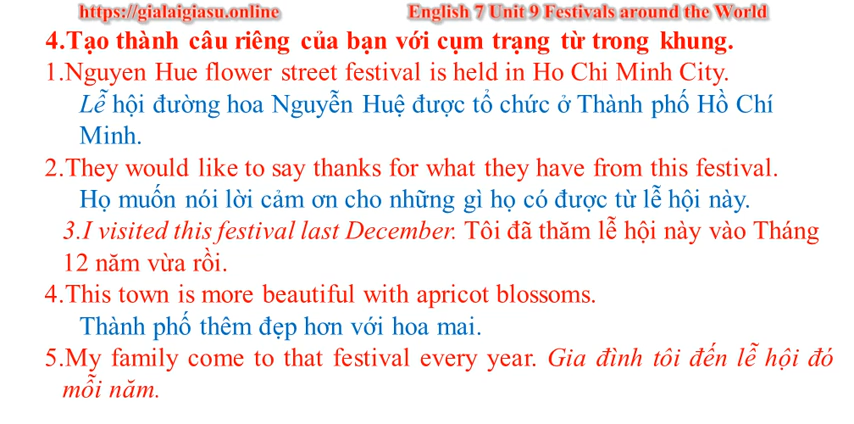 https://gialaigiasu.online English 7 Unit 9 Festivals around the World
4.Tạo thành câu riêng của bạn với cụm trạng từ trong khung.
1.Nguyen Hue flower street festival is held in Ho Chi Minh City.
Lễ hội đường hoa Nguyễn Huệ được tổ chức ở Thành phố Hồ Chí
Minh.
2.They would like to say thanks for what they have from this festival.
Họ muốn nói lời cảm ơn cho những gì họ có được từ lễ hội này.
3.I visited this festival last December. Tôi đã thăm lễ hội này vào Tháng
12 năm vừa rồi.
4.This town is more beautiful with apricot blossoms.
Thành phố thêm đẹp hơn với hoa mai.
5.My family come to that festival every year. Gia đình tôi đến lễ hội đó
mỗi năm.